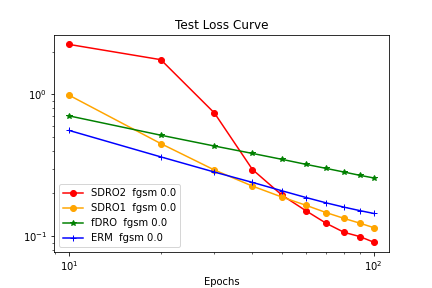 Test Loss Curve
10⁰
10⁻¹
SDRO2 fgsm 0.0
SDRO1 fgsm 0.0
fDRO fgsm 0.0
ERM fgsm 0.0
10¹ 10²
Epochs